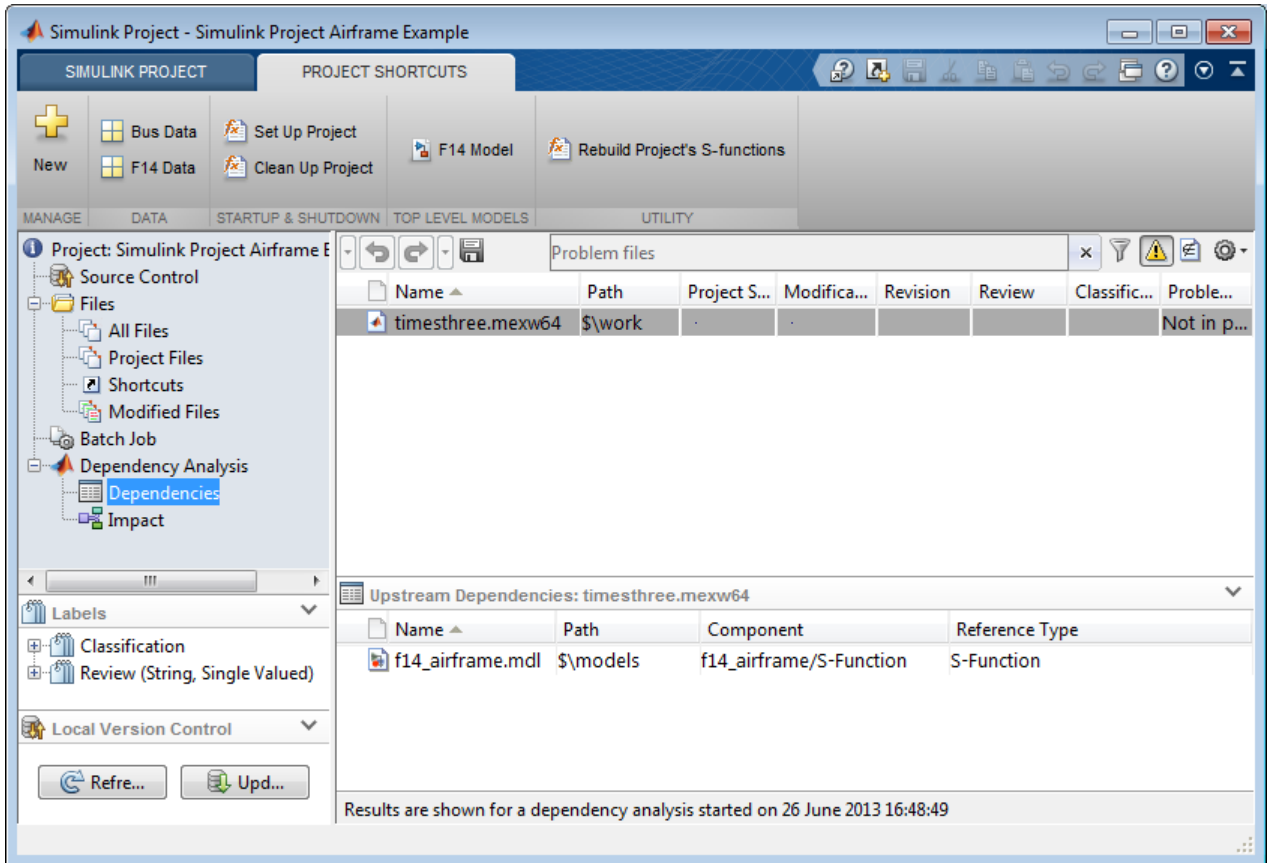 Simulink Project - Simulink Project Airframe Example
SIMULINK PROJECT
PROJECT SHORTCUTS
New
Bus Data
F14 Data
Set Up Project
Clean Up Project
F14 Model
Rebuild Project's S-functions
MANAGE
DATA
STARTUP & SHUTDOWN
TOP LEVEL MODELS
UTILITY
Project: Simulink Project Airframe E
Source Control
Files
All Files
Project Files
Shortcuts
Modified Files
Batch Job
Dependency Analysis
Dependencies
Impact
Labels
Classification
Review (String, Single Valued)
Local Version Control
Refre...
Upd...
Problem files
Name Path Project S... Modifica... Revision Review Classific... Proble...
timesthree.mexw64 $\work · · Not in p...
Upstream Dependencies: timesthree.mexw64
Name Path Component Reference Type
f14_airframe.mdl $\models f14_airframe/S-Function S-Function
Results are shown for a dependency analysis started on 26 June 2013 16:48:49